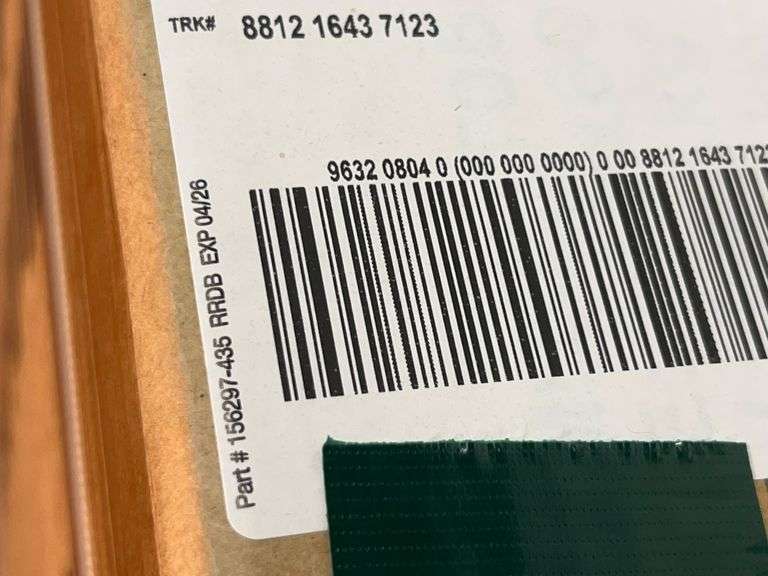 TRK# 8812 1643 7123
9632 0804 0 (000 000 0000) 0 00 8812 1643 712
Part # 156297-435 RRDB EXP 04/26